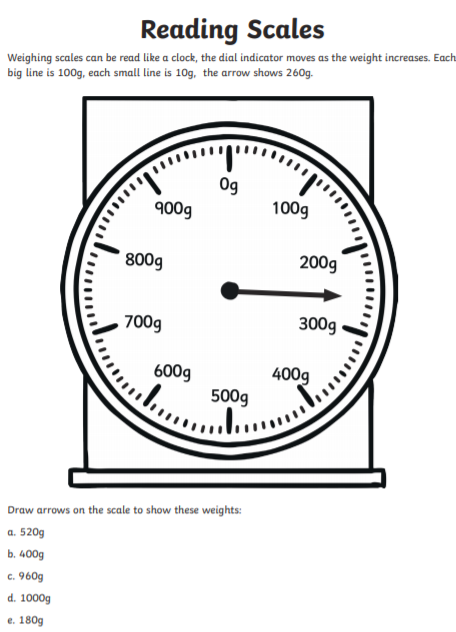 Reading Scales
Weighing scales can be read like a clock, the dial indicator moves as the weight increases. Each
big line is 100g, each small line is 10g, the arrow shows 260g.
0g
900g
100g
800g
200g
700g
300g
600g
400g
500g
Draw arrows on the scale to show these weights:
a. 520g
b. 400g
c. 960g
d. 1000g
e. 180g